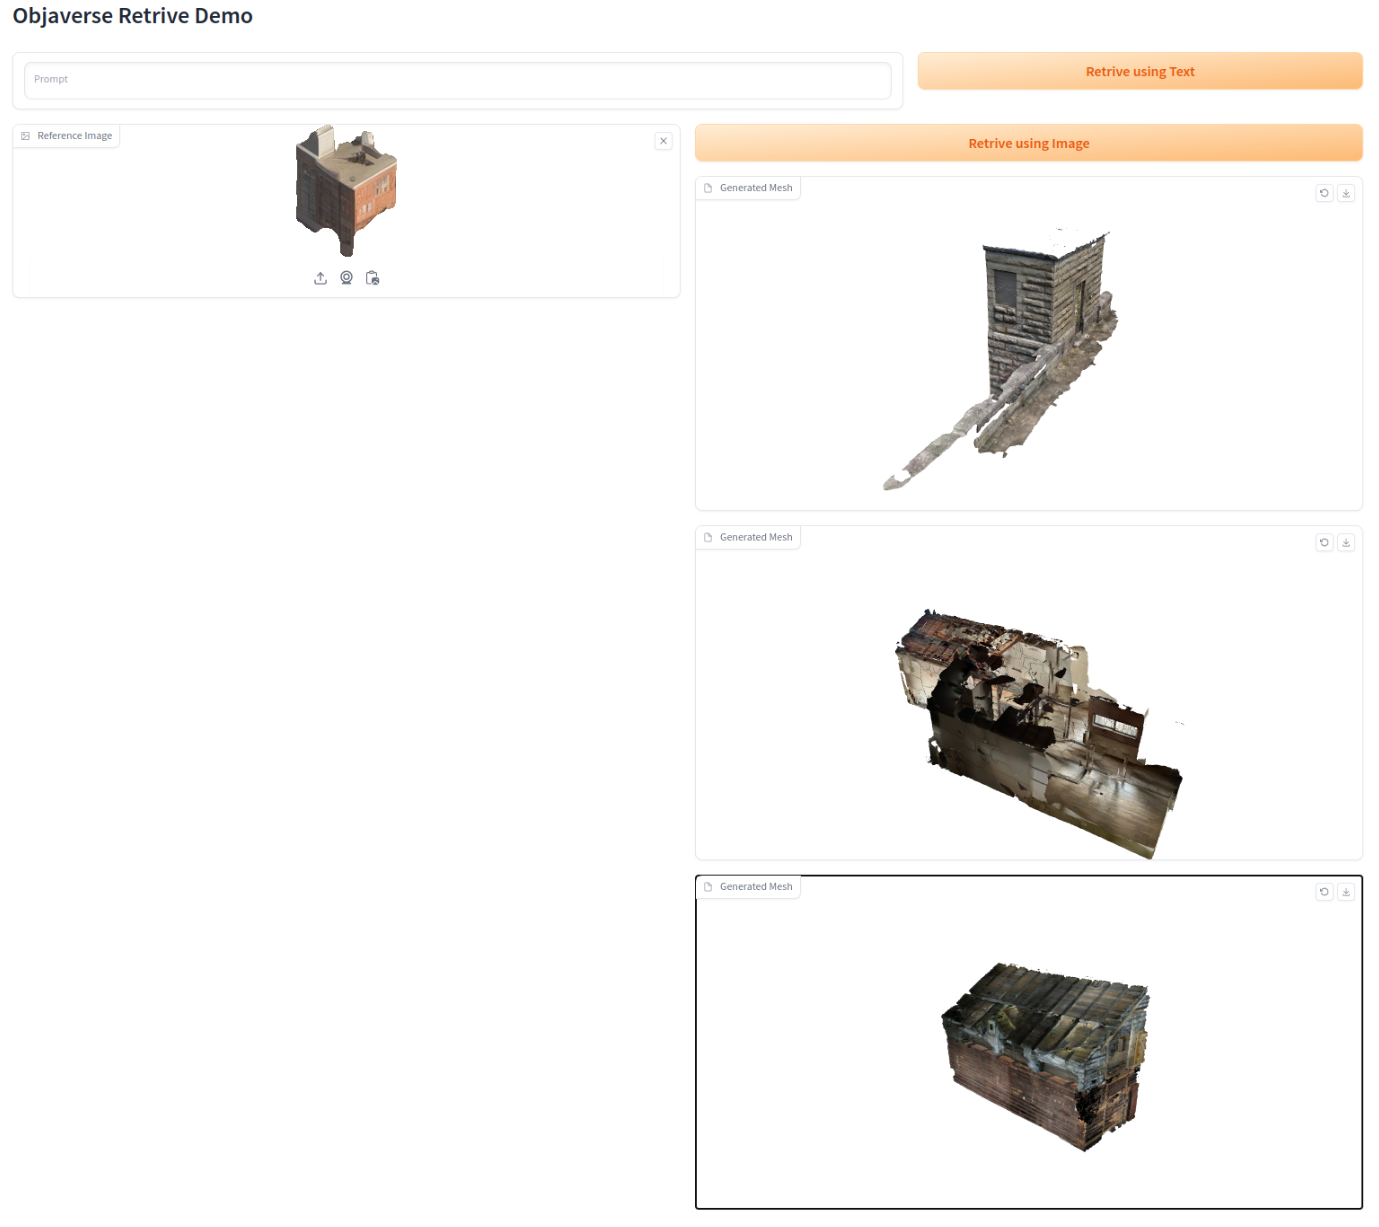 Objaverse Retrive Demo
Prompt
Retrive using Text
Reference Image
Retrive using Image
Generated Mesh
Generated Mesh
Generated Mesh